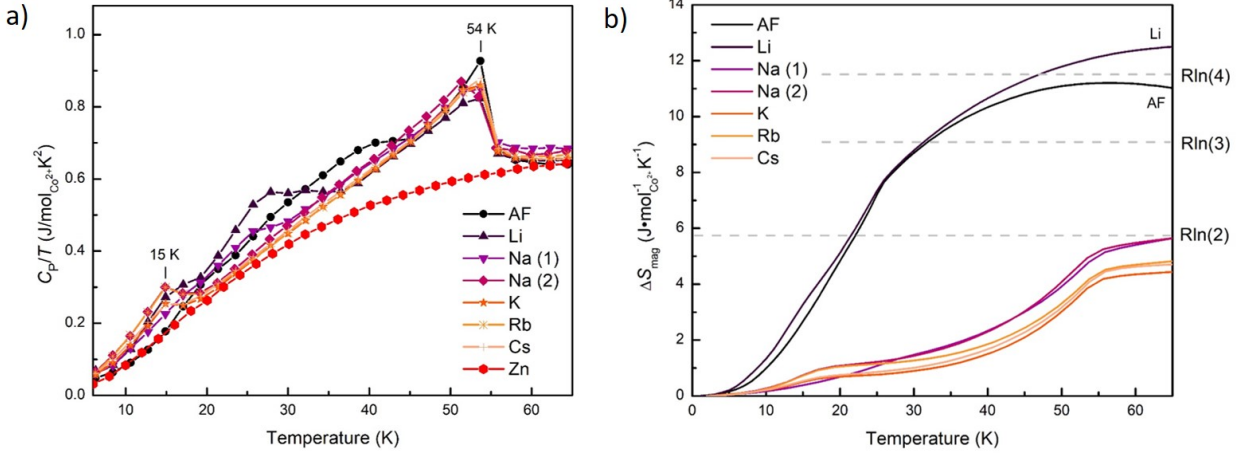 a)
C_P/T (J/mol_Co²⁺K²)
1.0
0.8
0.6
0.4
0.2
0.0
15 K
54 K
AF
Li
Na (1)
Na (2)
K
Rb
Cs
Zn
10 20 30 40 50 60
Temperature (K)
b)
ΔS_mag (J•mol⁻¹_Co²⁺K⁻¹)
14
12
10
8
6
4
2
0
AF
Li
Na (1)
Na (2)
K
Rb
Cs
Li
Rln(4)
AF
Rln(3)
Rln(2)
0 10 20 30 40 50 60
Temperature (K)